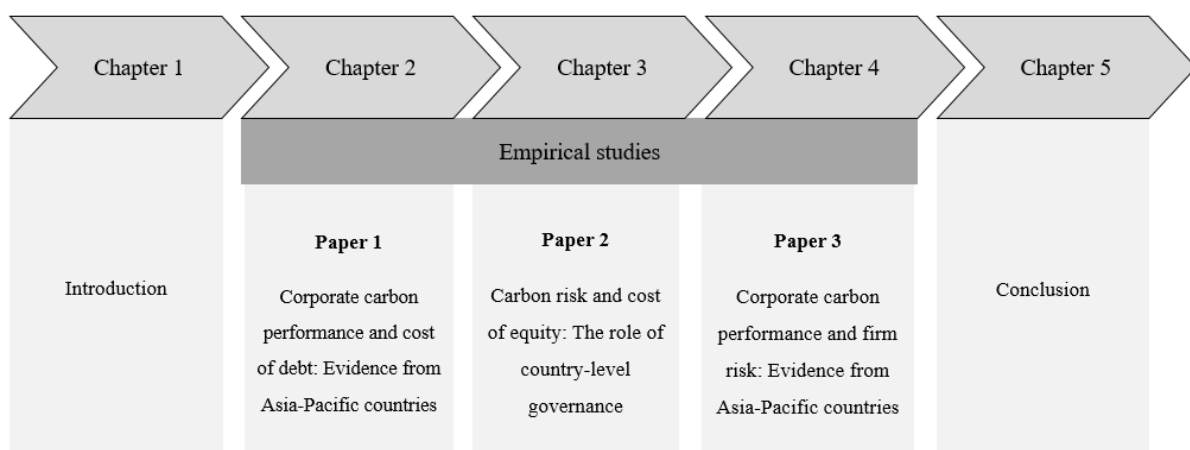 Chapter 1
Chapter 2
Chapter 3
Chapter 4
Chapter 5
Empirical studies
Introduction
Paper 1
Corporate carbon
performance and cost
of debt: Evidence from
Asia-Pacific countries
Paper 2
Carbon risk and cost
of equity: The role of
country-level
governance
Paper 3
Corporate carbon
performance and firm
risk: Evidence from
Asia-Pacific countries
Conclusion